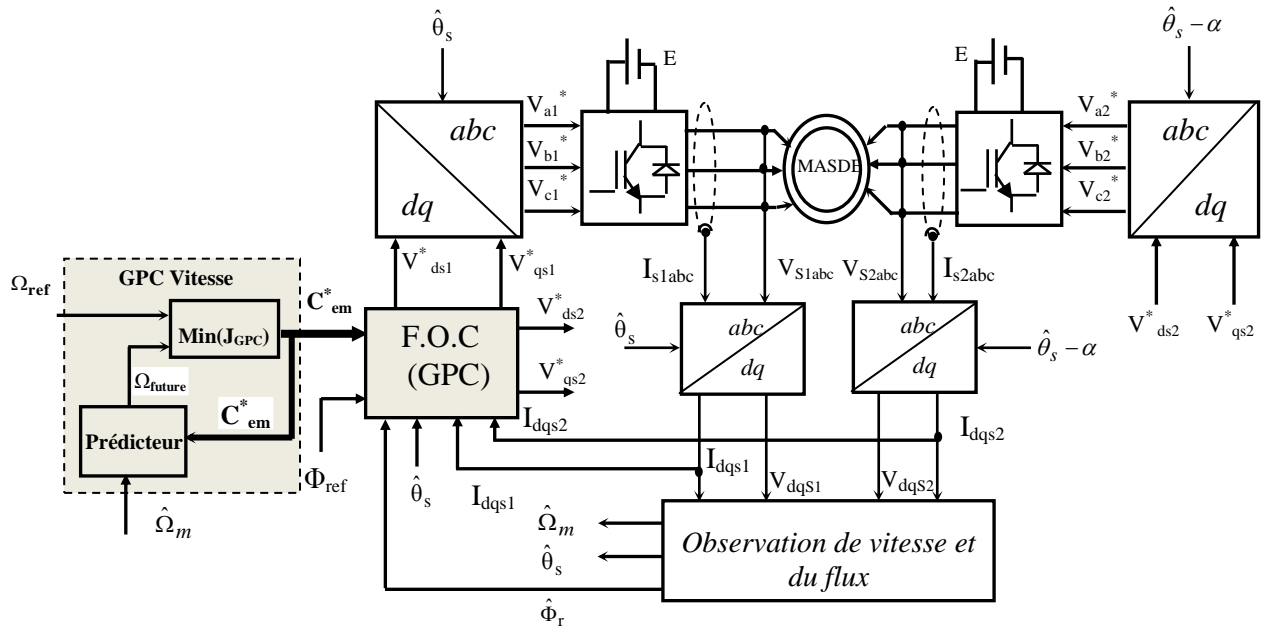 θ̂s
E
E
θ̂s − α
Va1*
Vb1*
Vc1*
abc
dq
MASDE
Va2*
Vb2*
Vc2*
abc
dq
V*ds1
V*qs1
Is1abc
VS1abc
VS2abc
Is2abc
V*ds2
V*qs2
GPC Vitesse
Ωref
Min(JGPC)
C*em
F.O.C
(GPC)
V*ds2
V*qs2
θ̂s
abc
dq
abc
dq
θ̂s − α
Ωfuture
C*em
Prédicteur
Ω̂m
Φref
θ̂s
Idqs1
Idqs2
Idqs1
VdqS1
VdqS2
Idqs2
Ω̂m
θ̂s
Φ̂r
Observation de vitesse et
du flux